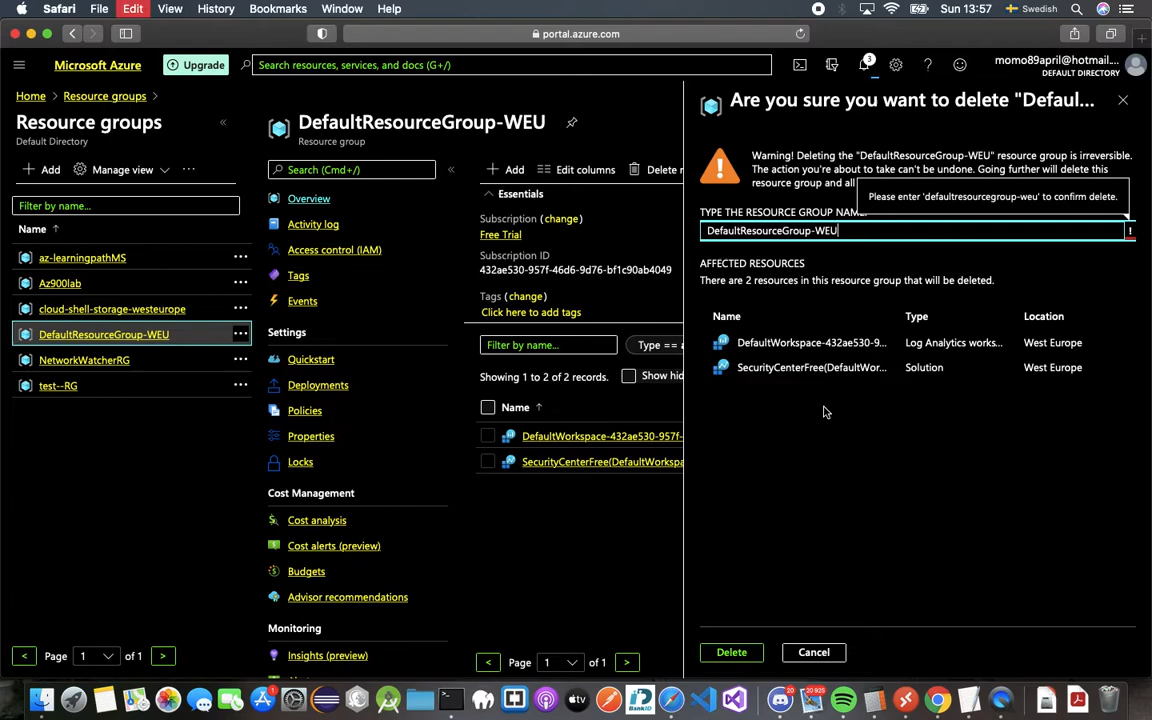 Safari File Edit View History Bookmarks Window Help Sun 13:57 Swedish
portal.azure.com
Microsoft Azure Upgrade Search resources, services, and docs (G+/) 3 momo89april@hotmail....
DEFAULT DIRECTORY
Home > Resource groups >
Resource groups «
Default Directory
+ Add Manage view ...
Filter by name...
Name ↑
az-learningpathMS ...
Az900lab ...
cloud-shell-storage-westeurope ...
DefaultResourceGroup-WEU ...
NetworkWatcherRG ...
test--RG ...
< Page 1 of 1 >
DefaultResourceGroup-WEU
Resource group
Search (Cmd+/) «
Overview
Activity log
Access control (IAM)
Tags
Events
Settings
Quickstart
Deployments
Policies
Properties
Locks
Cost Management
Cost analysis
Cost alerts (preview)
Budgets
Advisor recommendations
Monitoring
Insights (preview)
+ Add Edit columns Delete r
Essentials
Subscription (change)
Free Trial
Subscription ID
432ae530-957f-46d6-9d76-bf1c90ab4049
Tags (change)
Click here to add tags
Filter by name... Type ==
Showing 1 to 2 of 2 records. Show hid
Name ↑
DefaultWorkspace-432ae530-957f-
SecurityCenterFree(DefaultWorkspa
< Page 1 of 1 >
Are you sure you want to delete "Defaul...
Warning! Deleting the "DefaultResourceGroup-WEU" resource group is irreversible.
The action you're about to take can't be undone. Going further will delete this
resource group and all
Please enter 'defaultresourcegroup-weu' to confirm delete.
TYPE THE RESOURCE GROUP NAME:
DefaultResourceGroup-WEU !
AFFECTED RESOURCES
There are 2 resources in this resource group that will be deleted.
Name Type Location
DefaultWorkspace-432ae530-9... Log Analytics works... West Europe
SecurityCenterFree(DefaultWor... Solution West Europe
Delete Cancel